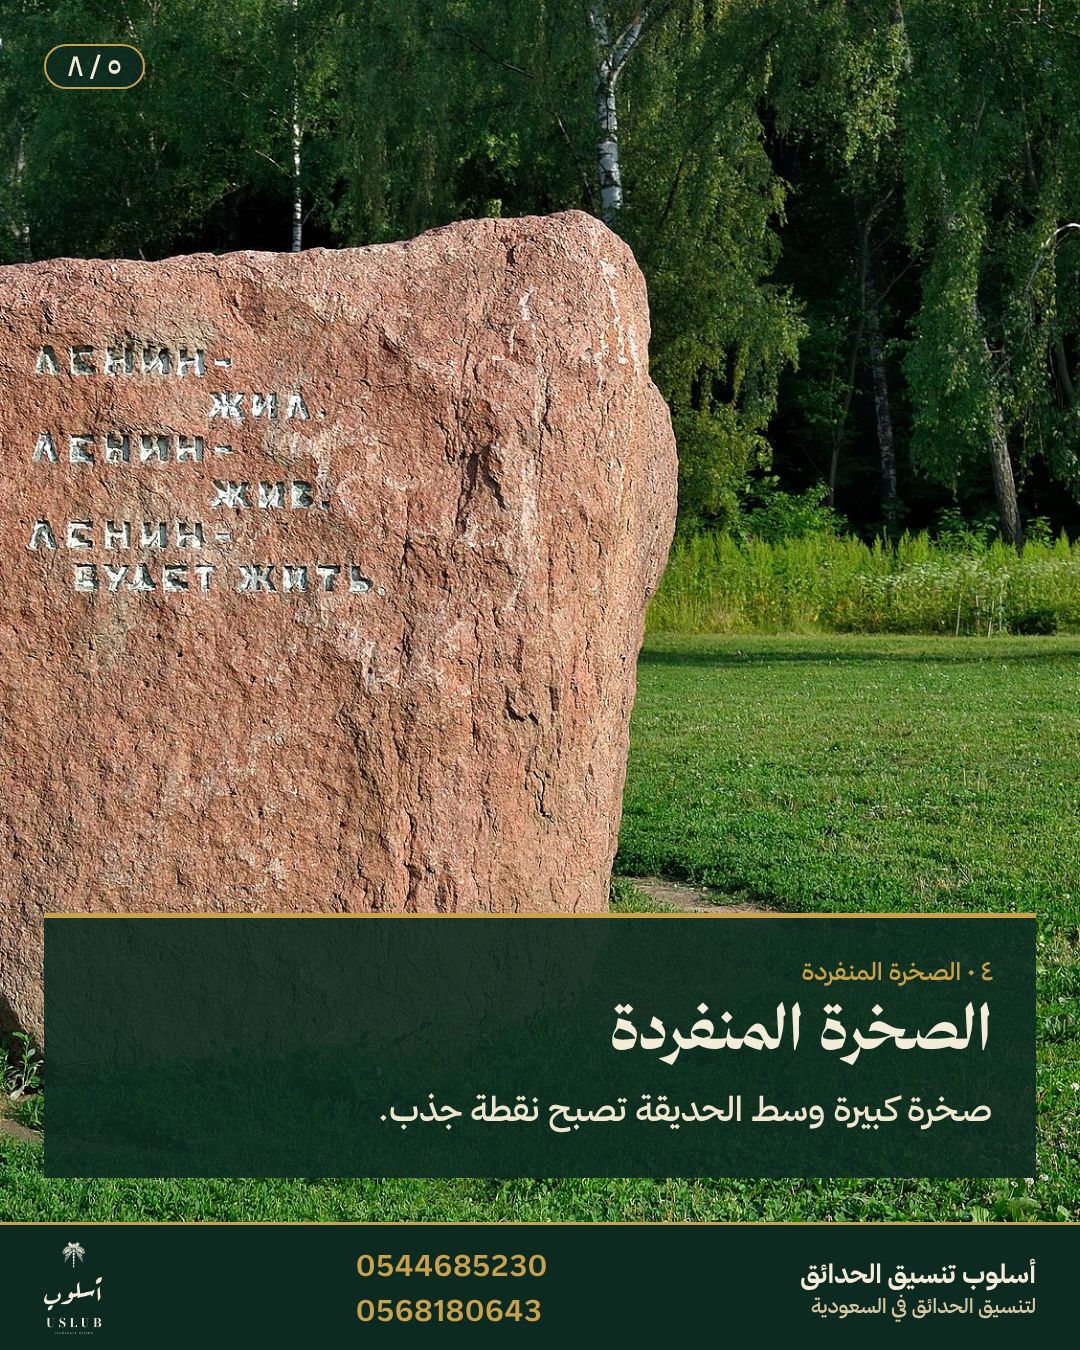 ٨/٥
ЛЕНИН-
ЖИЛ.
ЛЕНИН-
ЖИВ.
ЛЕНИН-
БУДЕТ ЖИТЬ.
٠٤ الصخرة المنفردة
الصخرة المنفردة
صخرة كبيرة وسط الحديقة تصبح نقطة جذب.
أسلوب تنسيق الحدائق
لتنسيق الحدائق في السعودية
0544685230
0568180643
أسلوب
USLUB